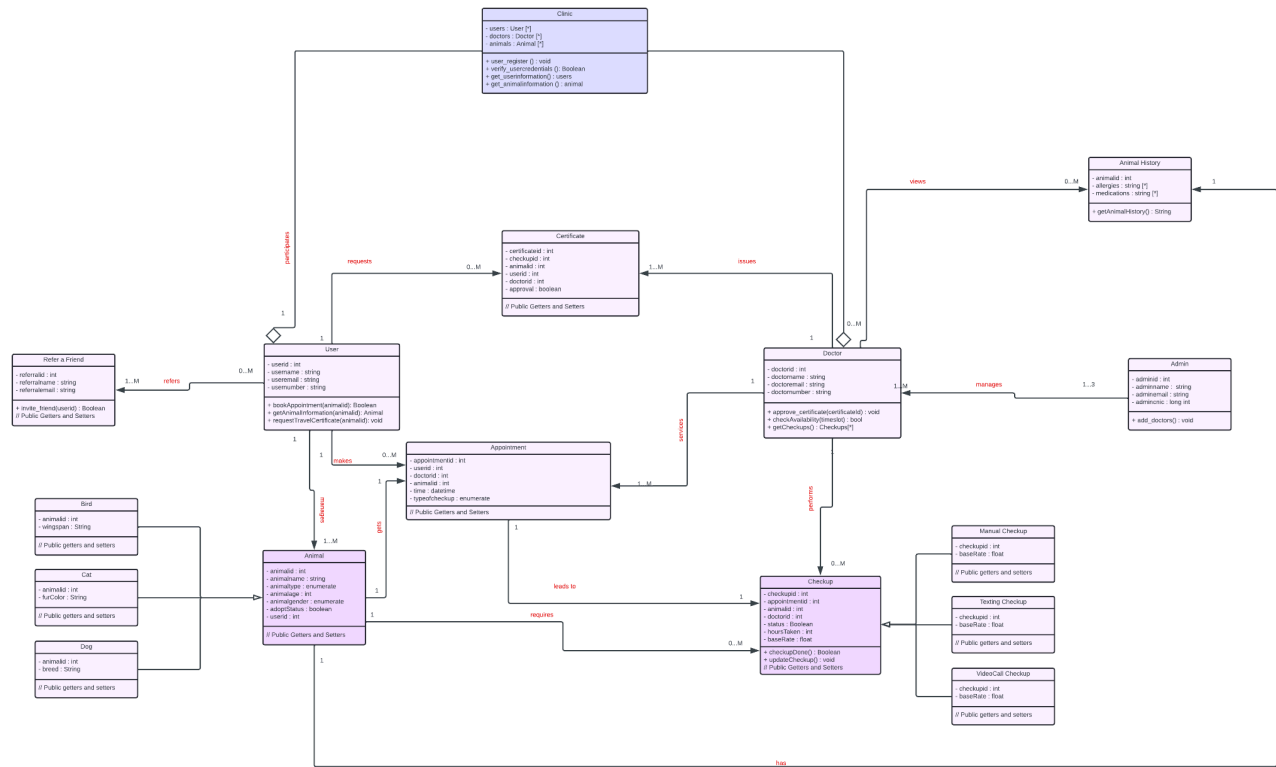 Clinic
- users : User [*]
- doctors : Doctor [*]
- animals : Animal [*]
+ user_register () : void
+ verify_usercredentials (): Boolean
+ get_userinformation() : users
+ get_animalinformation () : animal
participates
1
0...M
Animal History
- animalid : int
- allergies : string [*]
- medications : string [*]
+ getAnimalHistory() : String
views
0...M
1
Certificate
- certificateid : int
- checkupid : int
- animalid : int
- userid : int
- doctorid : int
- approval : boolean
// Public Getters and Setters
requests
0...M
1
issues
1...M
1
User
- userid : int
- username : string
- useremail : string
- usernumber : string
+ bookAppointment(animalid): Boolean
+ getAnimalInformation(animalid): Animal
+ requestTravelCertificate(animalid): void
Refer a Friend
- referralid : int
- referralname : string
- referralemail : string
+ invite_friend(userid) : Boolean
// Public Getters and Setters
1...M
refers
0...M
Doctor
- doctorid : int
- doctorname : string
- doctoremail : string
- doctornumber : string
+ approve_certificate(certificateId) : void
+ checkAvailability(timeslot) : bool
+ getCheckups() : Checkups[*]
Admin
- adminid : int
- adminname : string
- adminemail : string
- admincnic : long int
+ add_doctors() : void
1...M
manages
1...3
Appointment
- appointmentid : int
- userid : int
- doctorid : int
- animalid : int
- time : datetime
- typeofcheckup : enumerate
// Public Getters and Setters
1
makes
0...M
1
services
1...M
1
manages
1...M
gets
1
1
Bird
- animalid : int
- wingspan : String
// Public getters and setters
Cat
- animalid : int
- furColor : String
// Public getters and setters
Dog
- animalid : int
- breed : String
// Public getters and setters
Animal
- animalid : int
- animalname : string
- animaltype : enumerate
- animalage : int
- animalgender : enumerate
- adoptStatus : boolean
- userid : int
// Public Getters and Setters
1
leads to
1
1
requires
0...M
1
performs
0...M
Checkup
- checkupid : int
- appointmentid : int
- animalid : int
- doctorid : int
- status : Boolean
- hoursTaken : int
- baseRate : float
+ checkupDone() : Boolean
+ updateCheckup() : void
// Public Getters and Setters
Manual Checkup
- checkupid : int
- baseRate : float
// Public getters and setters
Texting Checkup
- checkupid : int
- baseRate : float
// Public getters and setters
VideoCall Checkup
- checkupid : int
- baseRate : float
// Public getters and setters
1
has